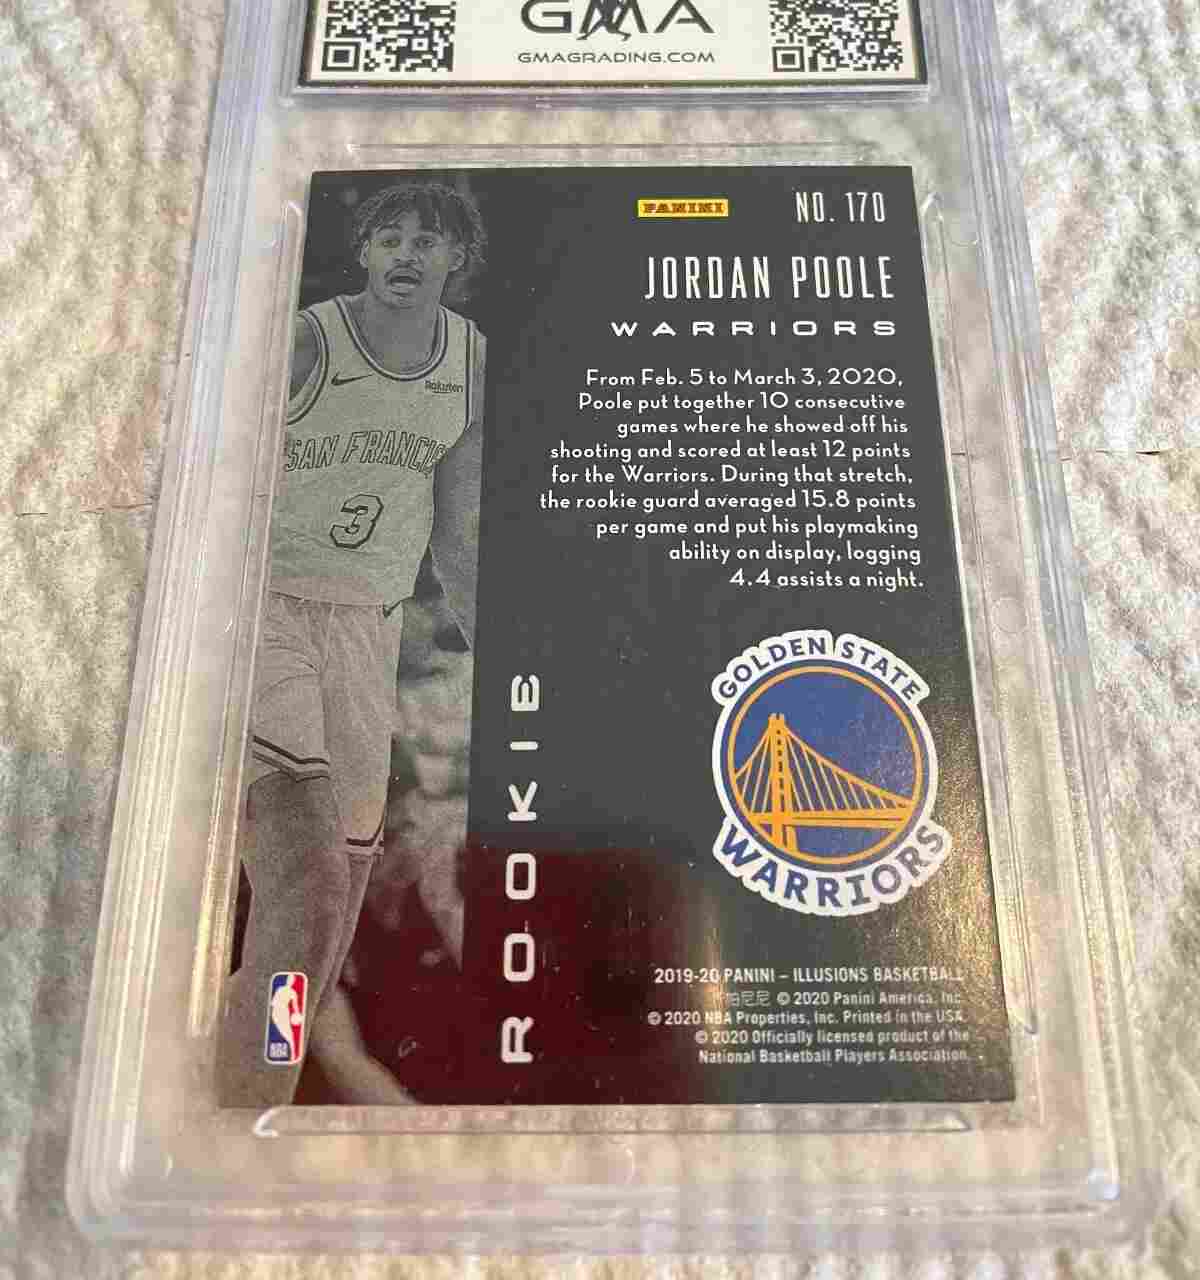 GMA
GMAGRADING.COM
PANINI
NO. 170
JORDAN POOLE
WARRIORS
From Feb. 5 to March 3, 2020,
Poole put together 10 consecutive
games where he showed off his
shooting and scored at least 12 points
for the Warriors. During that stretch,
the rookie guard averaged 15.8 points
per game and put his playmaking
ability on display, logging
4.4 assists a night.
Rakuten
SAN FRANCIS
3
ROOKIE
GOLDEN STATE
WARRIORS
2019-20 PANINI – ILLUSIONS BASKETBALL
帕尼尼 © 2020 Panini America, Inc.
© 2020 NBA Properties, Inc. Printed in the USA.
© 2020 Officially licensed product of the
National Basketball Players Association.